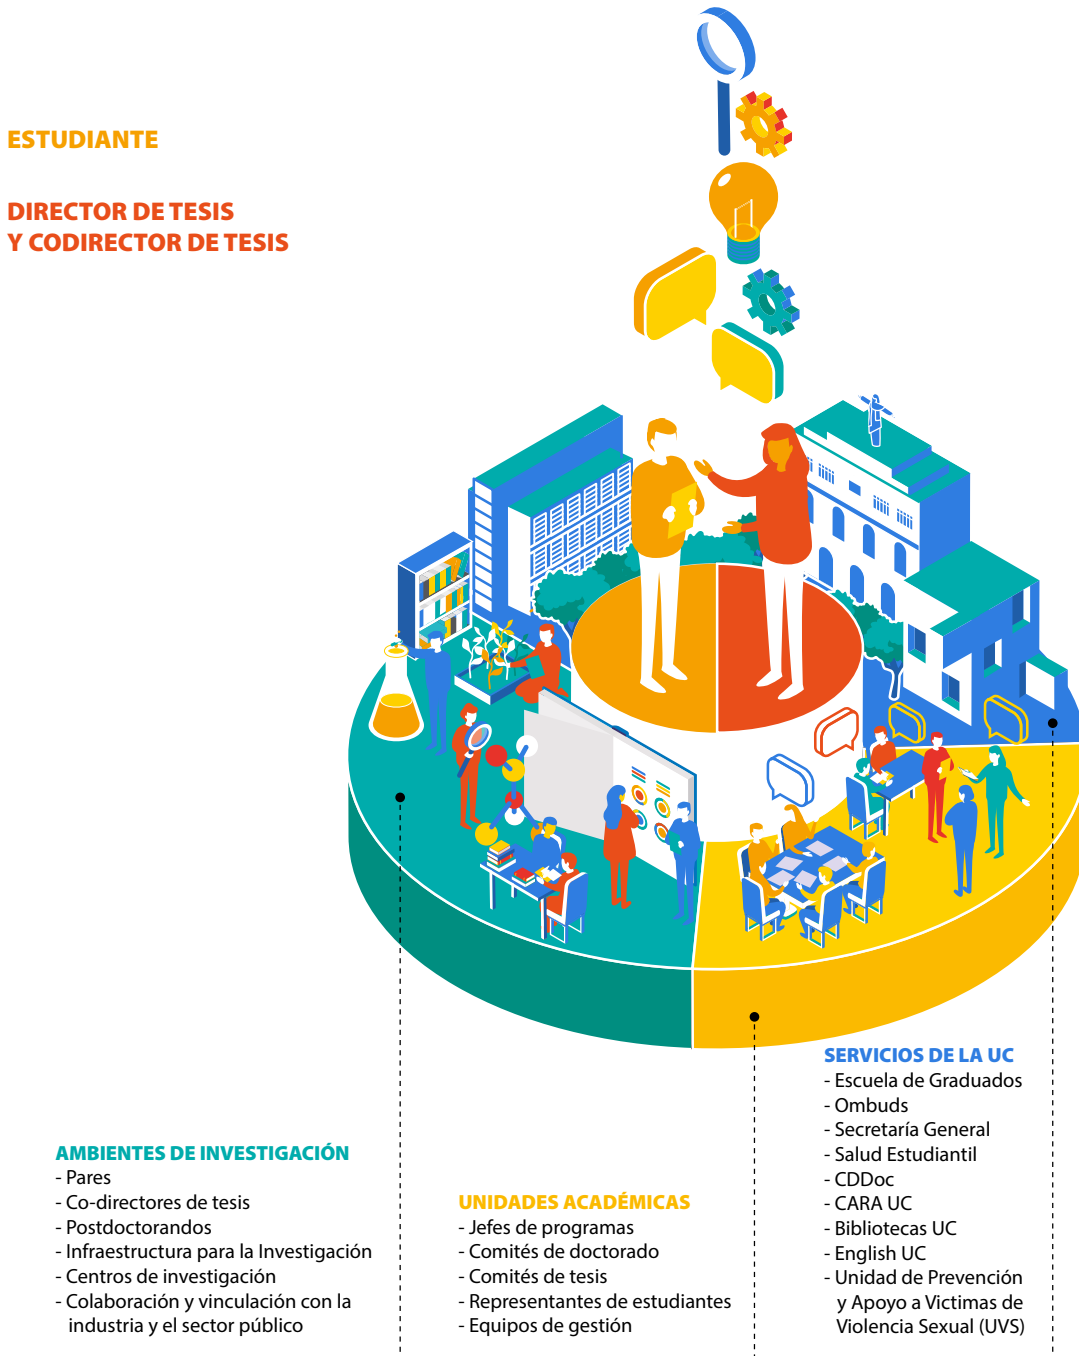 ESTUDIANTE
DIRECTOR DE TESIS
Y CODIRECTOR DE TESIS
AMBIENTES DE INVESTIGACIÓN
- Pares
- Co-directores de tesis
- Postdoctorandos
- Infraestructura para la Investigación
- Centros de investigación
- Colaboración y vinculación con la
industria y el sector público
UNIDADES ACADÉMICAS
- Jefes de programas
- Comités de doctorado
- Comités de tesis
- Representantes de estudiantes
- Equipos de gestión
SERVICIOS DE LA UC
- Escuela de Graduados
- Ombuds
- Secretaría General
- Salud Estudiantil
- CDDoc
- CARA UC
- Bibliotecas UC
- English UC
- Unidad de Prevención
y Apoyo a Victimas de
Violencia Sexual (UVS)